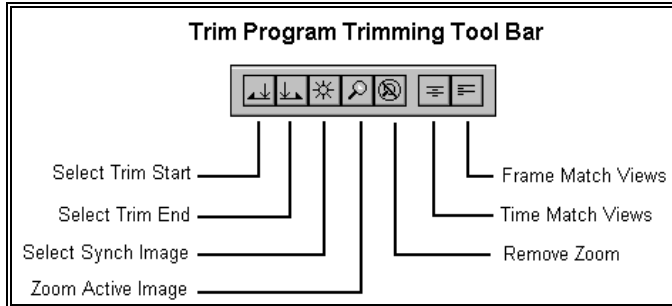 Trim Program Trimming Tool Bar
Select Trim Start
Select Trim End
Select Synch Image
Zoom Active Image
Frame Match Views
Time Match Views
Remove Zoom